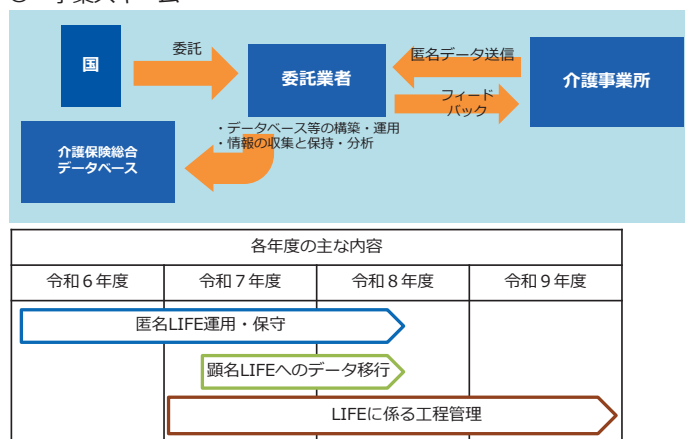 国
委託
委託業者
匿名データ送信
フィード
バック
介護事業所
・データベース等の構築・運用
・情報の収集と保持・分析
介護保険総合
データベース
各年度の主な内容
令和6年度
令和7年度
令和8年度
令和9年度
匿名LIFE運用・保守
顕名LIFEへのデータ移行
LIFEに係る工程管理